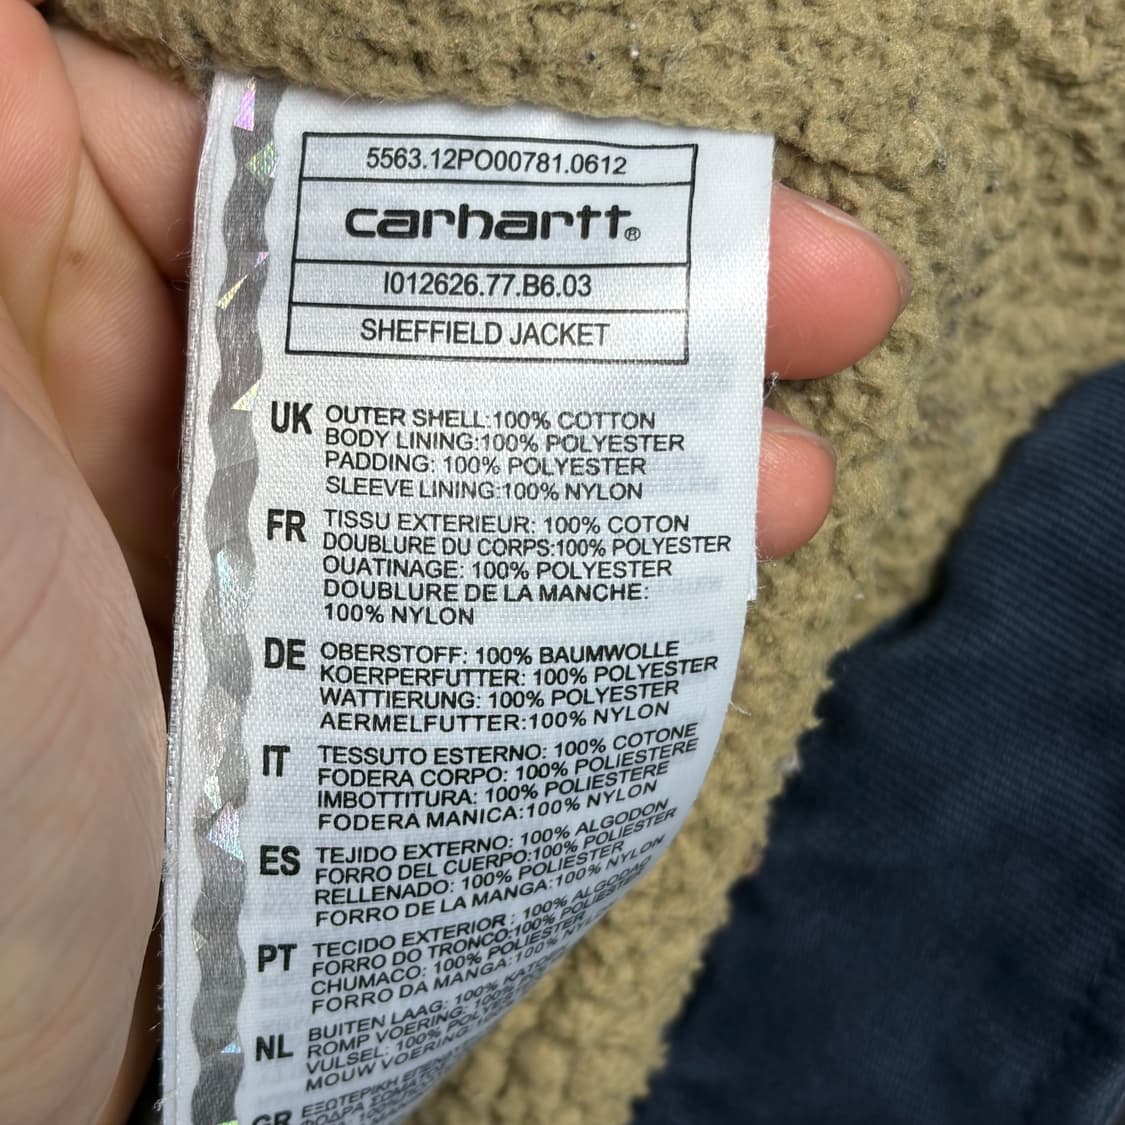 5563.12PO00781.0612
carhartt®
I012626.77.B6.03
SHEFFIELD JACKET
UK OUTER SHELL:100% COTTON
BODY LINING:100% POLYESTER
PADDING: 100% POLYESTER
SLEEVE LINING:100% NYLON
FR TISSU EXTERIEUR: 100% COTON
DOUBLURE DU CORPS:100% POLYESTER
OUATINAGE: 100% POLYESTER
DOUBLURE DE LA MANCHE:
100% NYLON
DE OBERSTOFF: 100% BAUMWOLLE
KOERPERFUTTER: 100% POLYESTER
WATTIERUNG: 100% POLYESTER
AERMELFUTTER:100% NYLON
IT TESSUTO ESTERNO: 100% COTONE
FODERA CORPO: 100% POLIESTERE
IMBOTTITURA: 100% POLIESTERE
FODERA MANICA:100% NYLON
ES TEJIDO EXTERNO: 100% ALGODON
FORRO DEL CUERPO:100% POLIESTER
RELLENADO: 100% POLIESTER
FORRO DE LA MANGA:100% NYLON
PT TECIDO EXTERIOR: 100% ALGODAO
FORRO DO TRONCO:100% POLIESTER
CHUMACO: 100% POLIESTER
FORRO DA MANGA:100%
NL BUITEN LAAG: 100%
ROMP VOERING: 100%
VULSEL: 100%
MOUW VOERING:
GR ΕΞΩΤΕΡΙΚΗ
ΦΟΔΡΑ